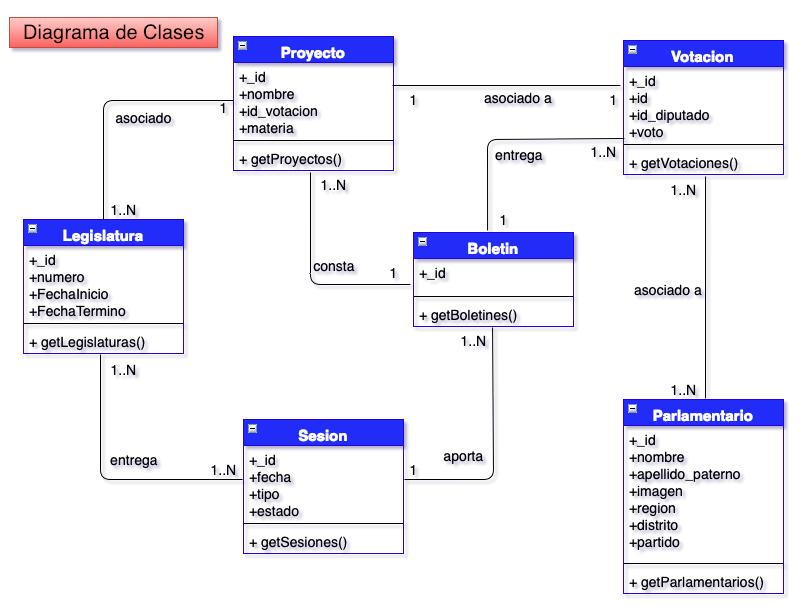 Diagrama de Clases
Proyecto
+_id
+nombre
+id_votacion
+materia
+ getProyectos()
Votacion
+_id
+id
+id_diputado
+voto
+ getVotaciones()
1
asociado a
1
1
asociado
1..N
entrega
1..N
1
1..N
consta
1
1..N
asociado a
1..N
Legislatura
+_id
+numero
+FechaInicio
+FechaTermino
+ getLegislaturas()
Boletin
+_id
+ getBoletines()
1..N
entrega
1..N
1..N
aporta
1
Sesion
+_id
+fecha
+tipo
+estado
+ getSesiones()
Parlamentario
+_id
+nombre
+apellido_paterno
+imagen
+region
+distrito
+partido
+ getParlamentarios()